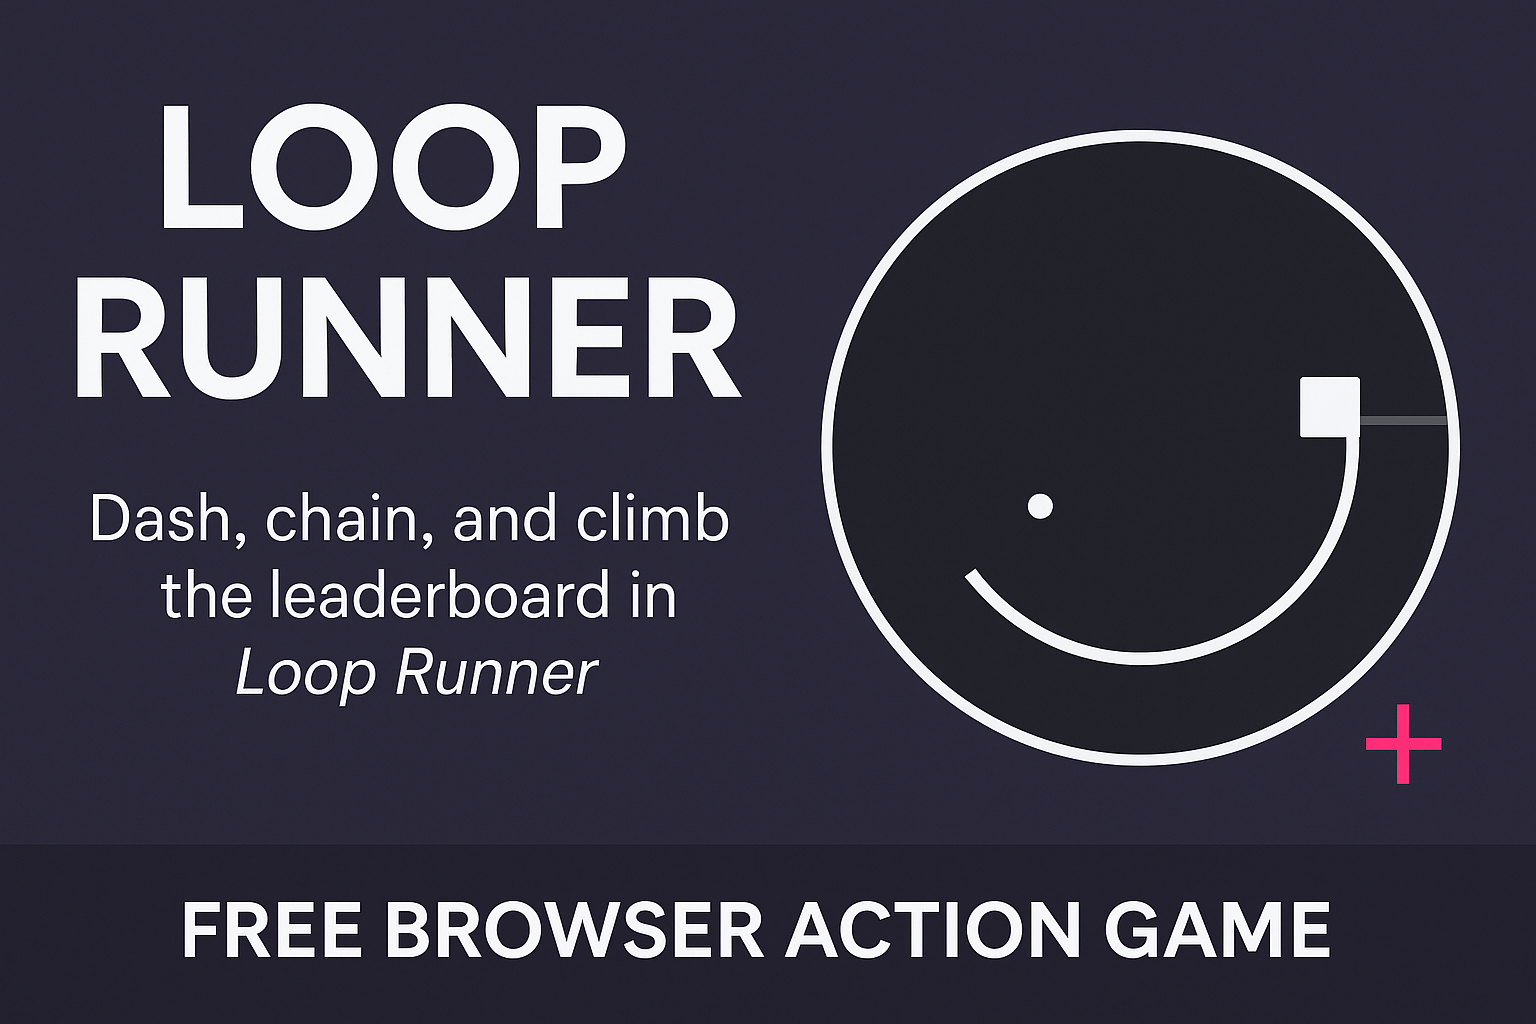 LOOP
RUNNER
Dash, chain, and climb
the leaderboard in
Loop Runner
FREE BROWSER ACTION GAME